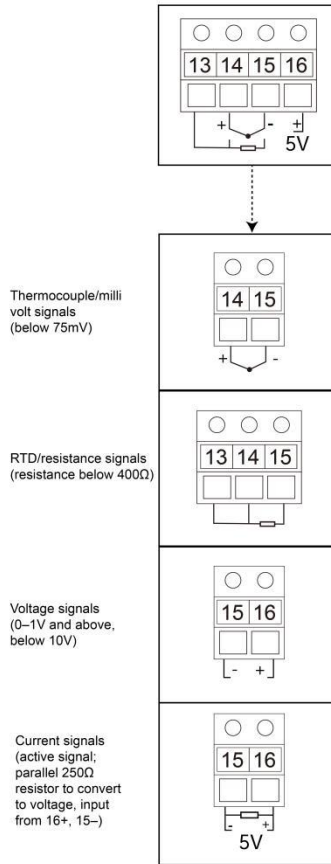 13 14 15 16
+ - +
5V
Thermocouple/milli
volt signals
(below 75mV)
14 15
+ -
RTD/resistance signals
(resistance below 400Ω)
13 14 15
Voltage signals
(0–1V and above,
below 10V)
15 16
- +
Current signals
(active signal;
parallel 250Ω
resistor to convert
to voltage, input
from 16+, 15–)
15 16
- +
5V